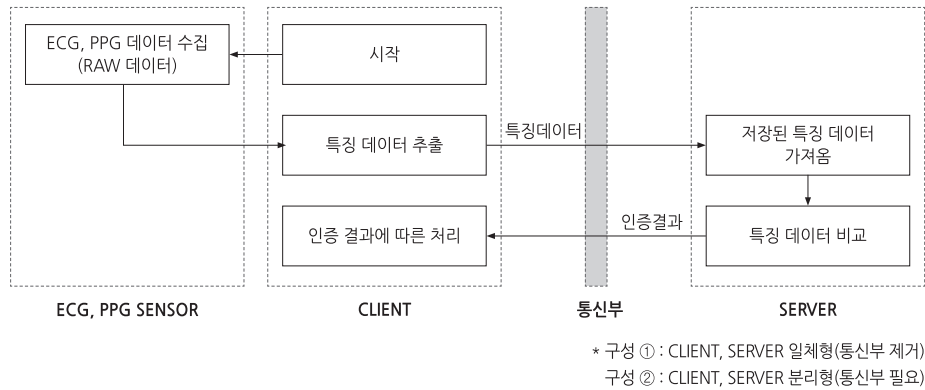 ECG, PPG 데이터 수집
(RAW 데이터)
시작
특징 데이터 추출
특징데이터
저장된 특징 데이터
가져옴
인증 결과에 따른 처리
인증결과
특징 데이터 비교
ECG, PPG SENSOR
CLIENT
통신부
SERVER
* 구성 ① : CLIENT, SERVER 일체형(통신부 제거)
구성 ② : CLIENT, SERVER 분리형(통신부 필요)